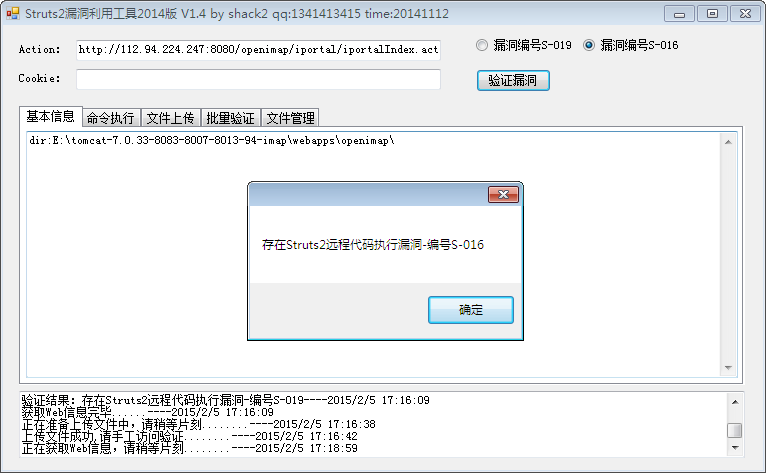 Struts2漏洞利用工具2014版 V1.4 by shack2 qq:1341413415 time:20141112
Action: http://112.94.224.247:8080/openimap/iportal/iportalIndex.act 漏洞编号S-019 漏洞编号S-016
Cookie: 验证漏洞
基本信息 命令执行 文件上传 批量验证 文件管理
dir:E:\tomcat-7.0.33-8083-8007-8013-94-imap\webapps\openimap\
存在Struts2远程代码执行漏洞-编号S-016
确定
验证结果: 存在Struts2远程代码执行漏洞-编号S-019----2015/2/5 17:16:09
获取Web信息完毕......----2015/2/5 17:16:09
正在准备上传文件中,请稍等片刻........----2015/2/5 17:16:38
上传文件成功,请手工访问验证........----2015/2/5 17:16:42
正在获取Web信息,请稍等片刻........----2015/2/5 17:18:59